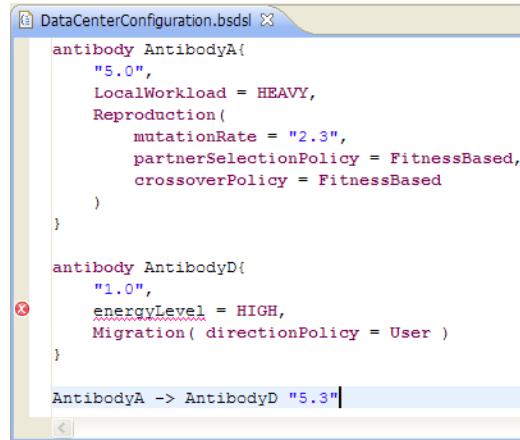 DataCenterConfiguration.bsdsl
antibody AntibodyA{
"5.0",
LocalWorkload = HEAVY,
Reproduction(
mutationRate = "2.3",
partnerSelectionPolicy = FitnessBased,
crossoverPolicy = FitnessBased
)
}
antibody AntibodyD{
"1.0",
energyLevel = HIGH,
Migration( directionPolicy = User )
}
AntibodyA -> AntibodyD "5.3"